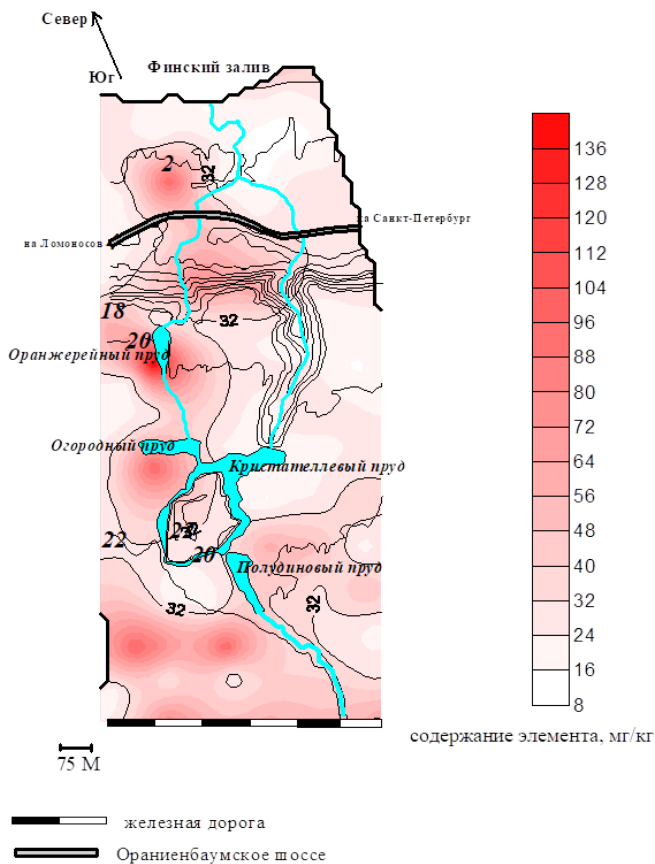 Север
Юг
Финский залив
2
32
на Санкт-Петербург
на Ломоносов
18
32
20
Оранжерейный пруд
Огородный пруд
Кристателлевый пруд
22
22
20
Полудиновый пруд
32
32
136
128
120
112
104
96
88
80
72
64
56
48
40
32
24
16
8
содержание элемента, мг/кг
75 М
железная дорога
Ораниенбаумское шоссе